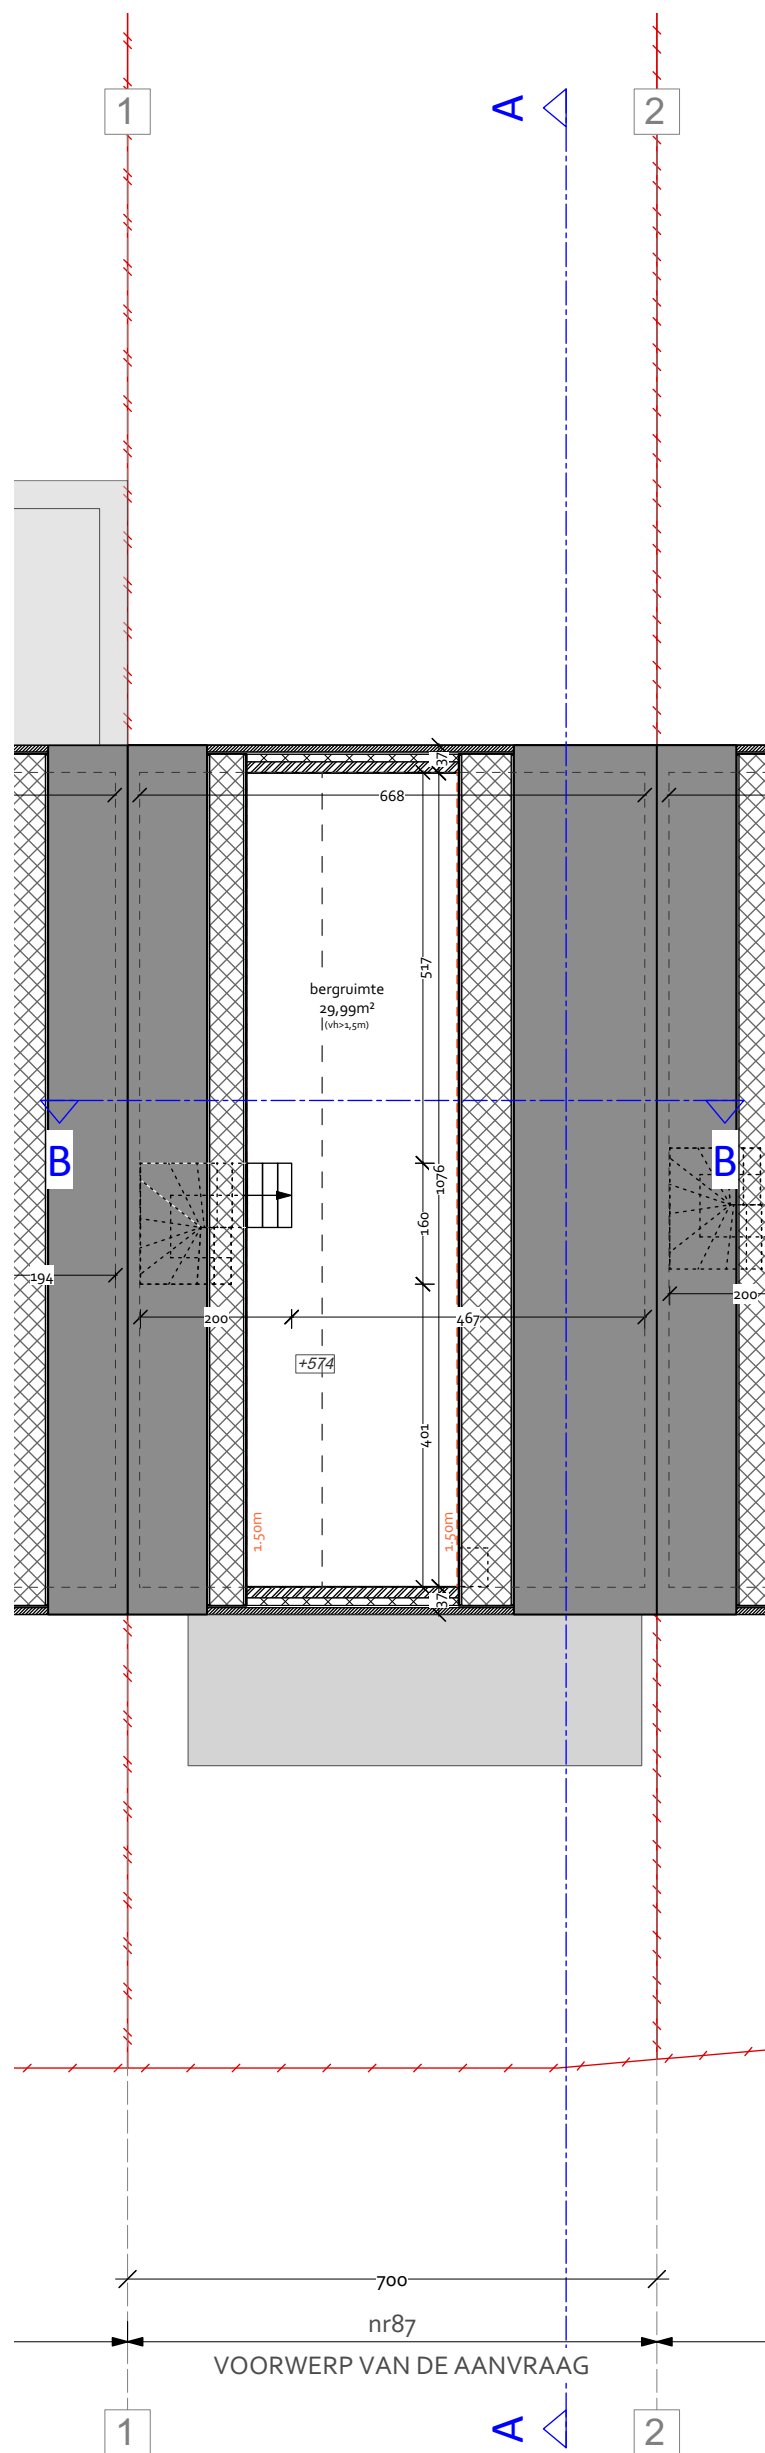 1
A
2
37
668
517
bergruimte
29,99m²
(vh>1,5m)
B
B
1076
160
194
200
467
200
+574
401
1.50m
1.50m
37
700
nr87
VOORWERP VAN DE AANVRAAG
1
A
2